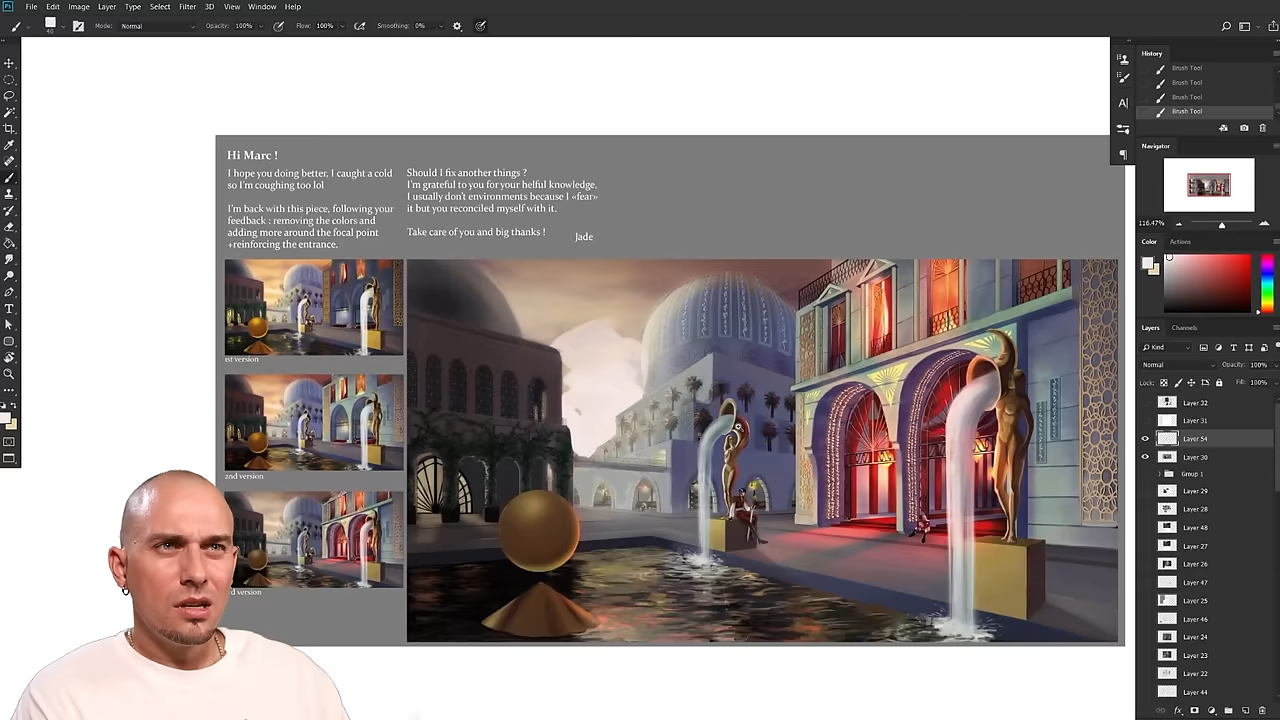 File Edit Image Layer Type Select Filter 3D View Window Help
40 Mode: Normal Opacity: 100% Flow: 100% Smoothing: 0%
History
Brush Tool
Brush Tool
Brush Tool
Brush Tool
Navigator
116.47%
Color Actions
Layers Channels
Kind
Normal Opacity: 100%
Lock: Fill: 100%
Layer 32
Layer 31
Layer 54
Layer 30
Group 1
Layer 29
Layer 28
Layer 48
Layer 27
Layer 26
Layer 47
Layer 25
Layer 46
Layer 24
Layer 23
Layer 22
Layer 44
Hi Marc !
I hope you doing better, I caught a cold
so I'm coughing too lol
I'm back with this piece, following your
feedback : removing the colors and
adding more around the focal point
+reinforcing the entrance.
Should I fix another things ?
I'm grateful to you for your helful knowledge,
I usually don't environments because I «fear»
it but you reconciled myself with it.
Take care of you and big thanks !
Jade
1st version
2nd version
d version